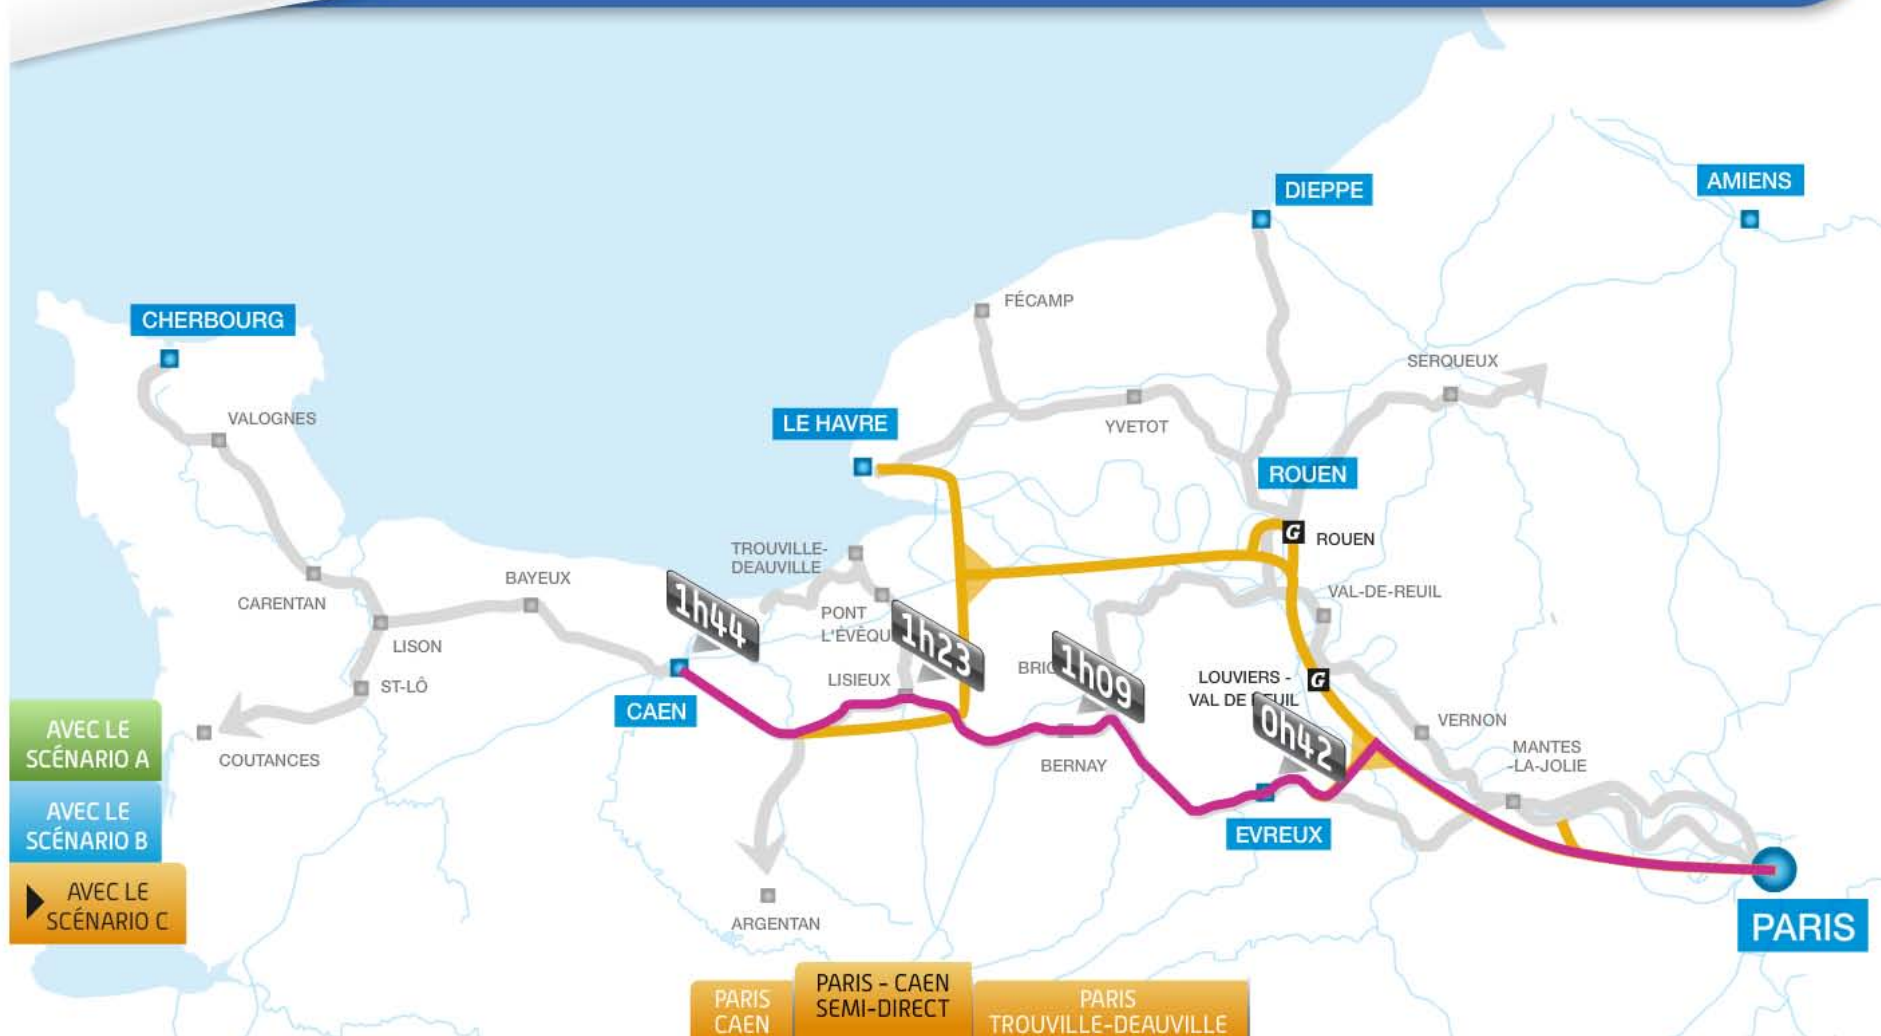 AMIENS
DIEPPE
FÉCAMP
CHERBOURG
SERQUEUX
VALOGNES
LE HAVRE
YVETOT
ROUEN
G
ROUEN
TROUVILLE-
DEAUVILLE
BAYEUX
CARENTAN
1h44
PONT
VAL-DE-REUIL
LISON
1h23
1h09
LISIEUX
LOUVIERS -
G
VAL DE
ST-LÔ
CAEN
0h42
VERNON
AVEC LE
SCÉNARIO A
COUTANCES
BERNAY
MANTES
-LA-JOLIE
AVEC LE
SCÉNARIO B
EVREUX
AVEC LE
SCÉNARIO C
ARGENTAN
PARIS
PARIS
CAEN
PARIS - CAEN
SEMI-DIRECT
PARIS
TROUVILLE-DEAUVILLE